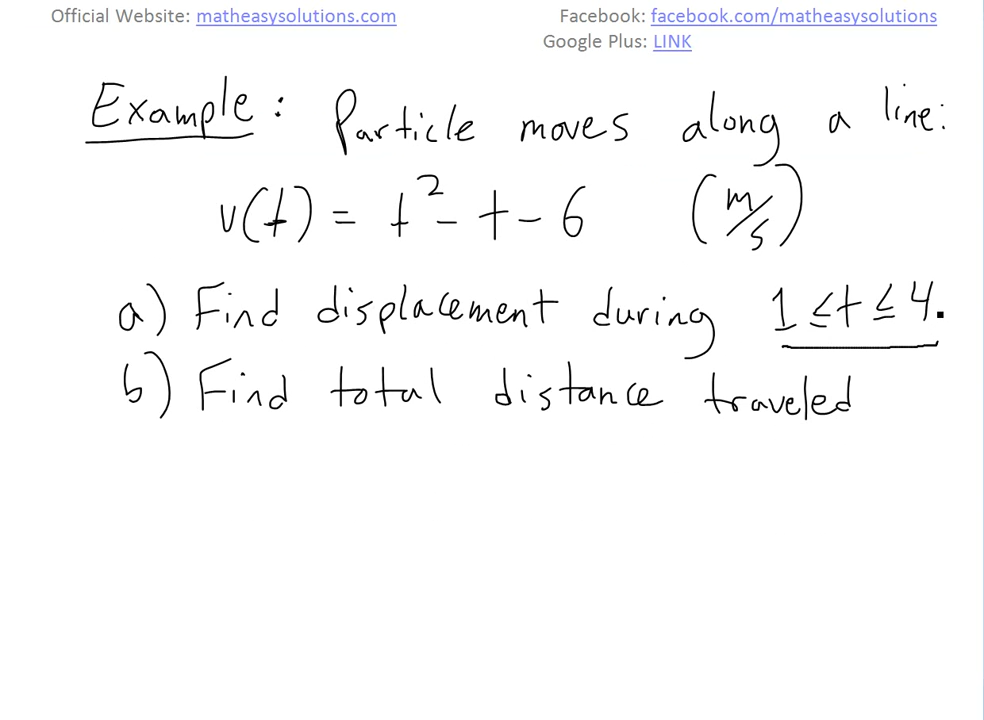 Official Website: matheasysolutions.com Facebook: facebook.com/matheasysolutions
Google Plus: LINK
Example: Particle moves along a line:
v(t) = t² - t - 6 (m/s)
a) Find displacement during 1 ≤ t ≤ 4.
b) Find total distance traveled